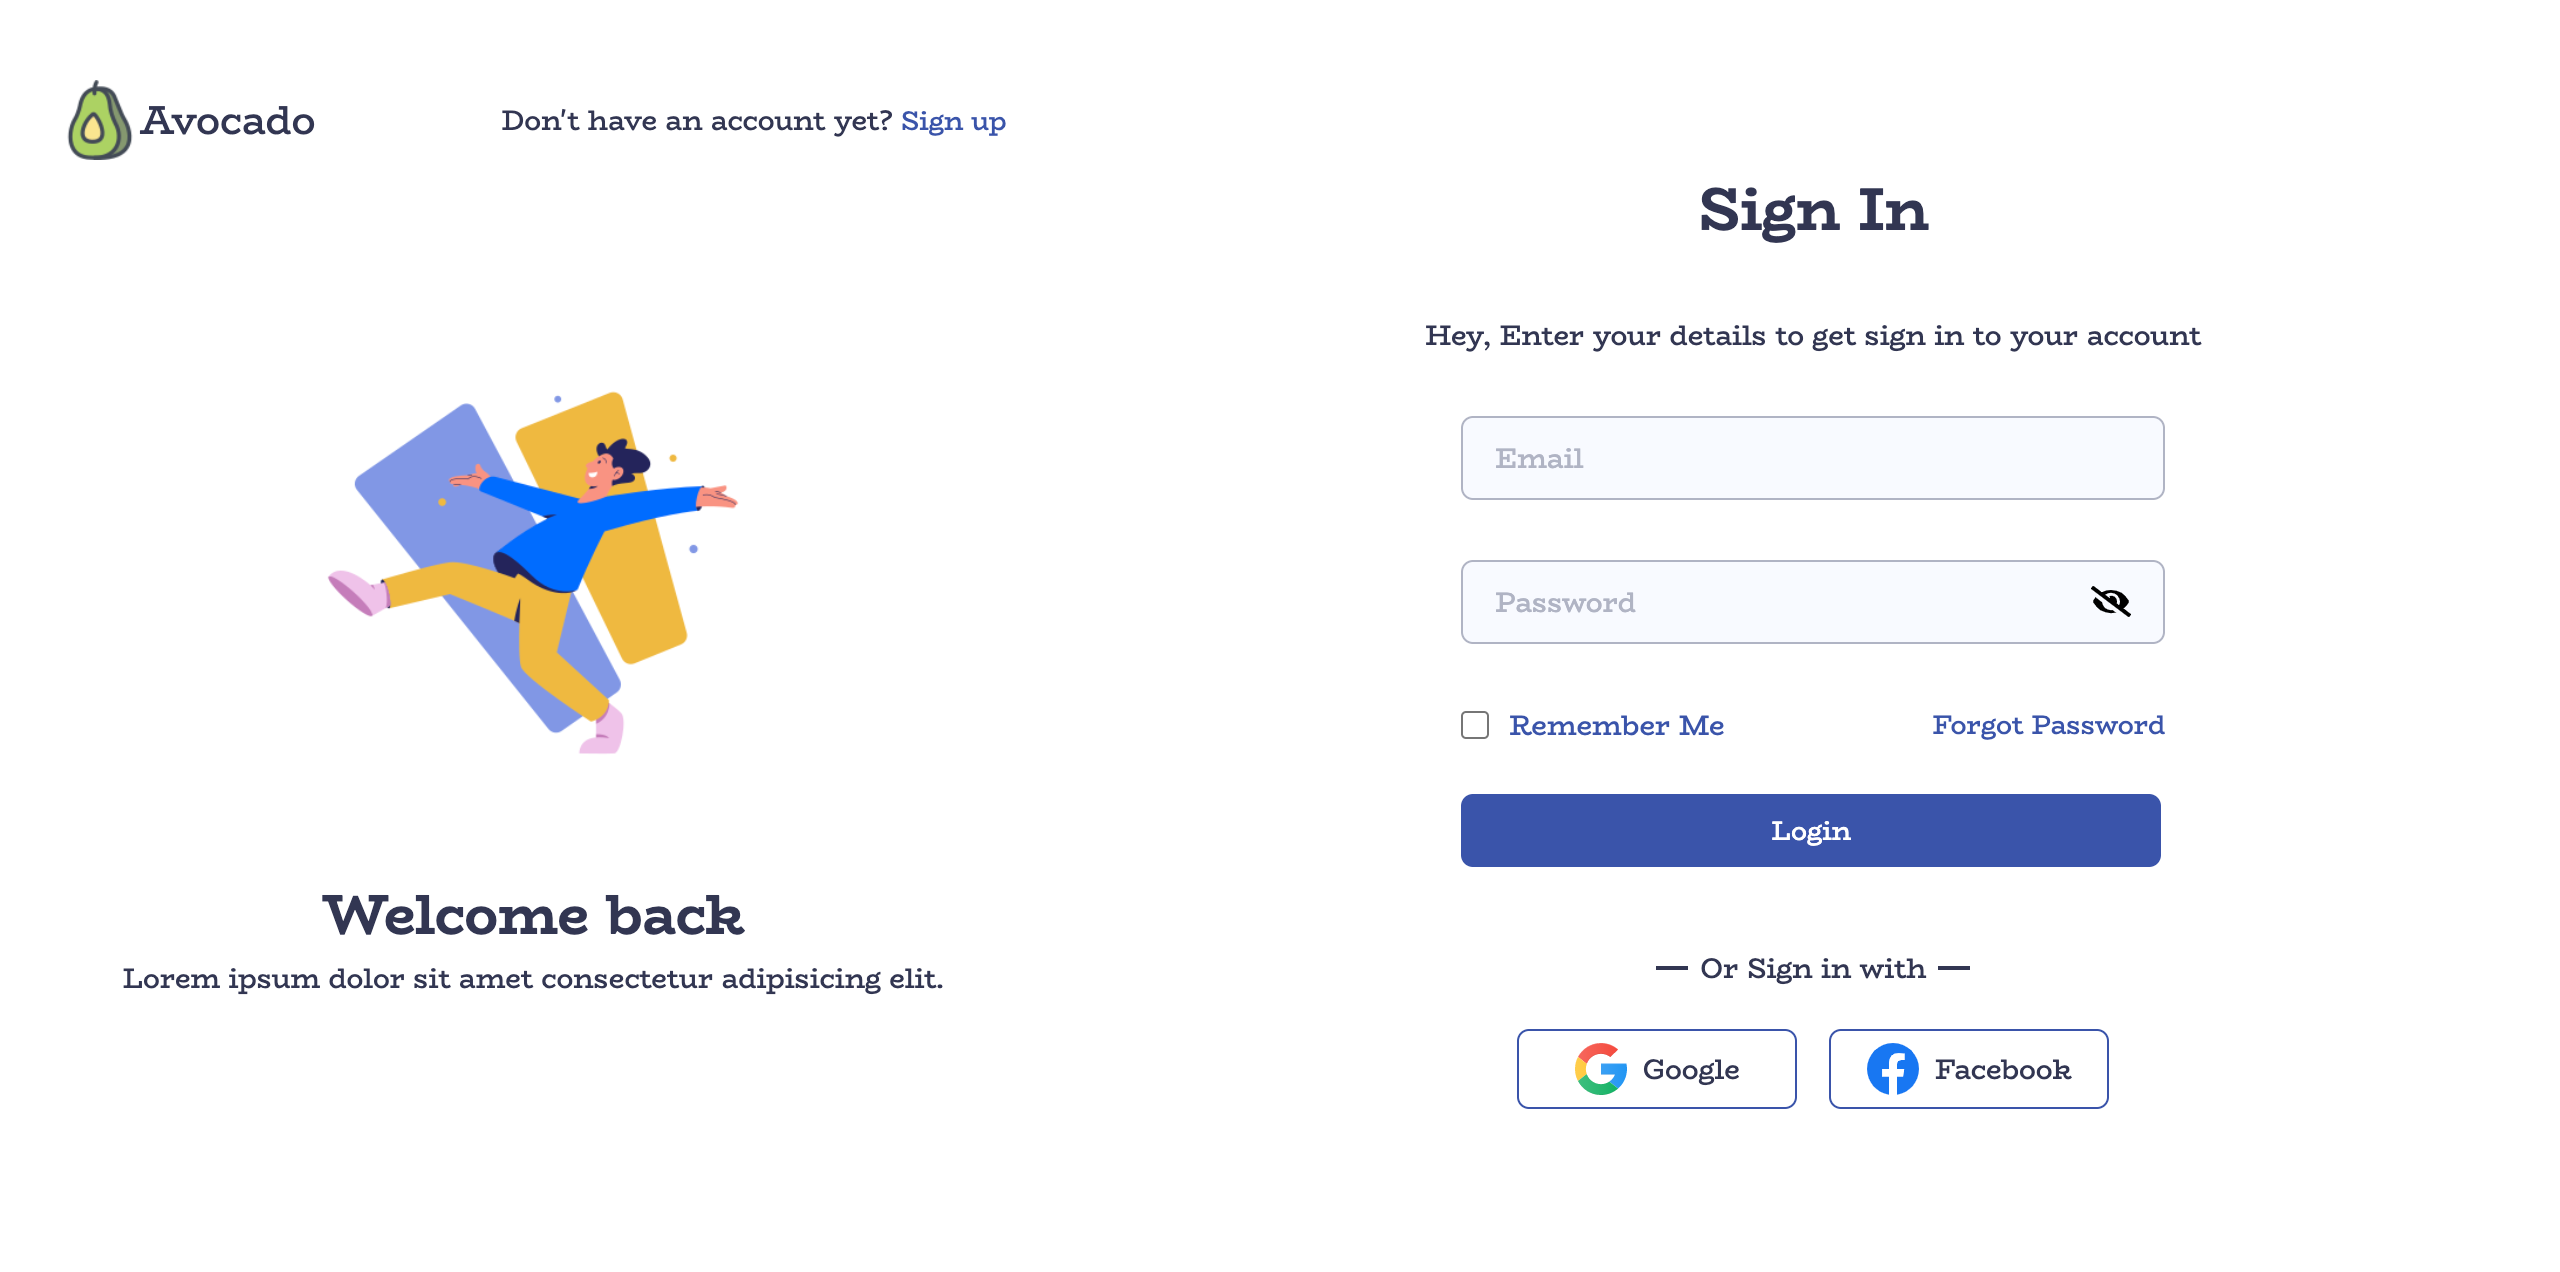 Avocado
Don't have an account yet? Sign up
Welcome back
Lorem ipsum dolor sit amet consectetur adipisicing elit.
Sign In
Hey, Enter your details to get sign in to your account
Email
Password
Remember Me
Forgot Password
Login
Or Sign in with
Google
Facebook